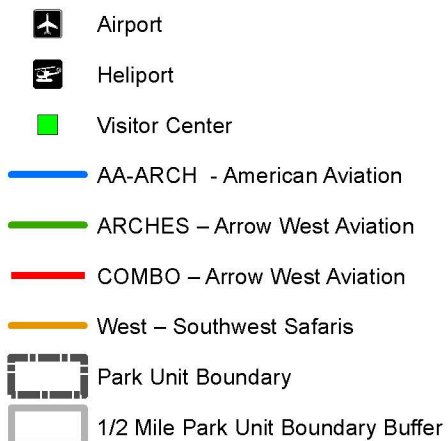 Airport
Heliport
Visitor Center
AA-ARCH - American Aviation
ARCHES – Arrow West Aviation
COMBO – Arrow West Aviation
West – Southwest Safaris
Park Unit Boundary
1/2 Mile Park Unit Boundary Buffer